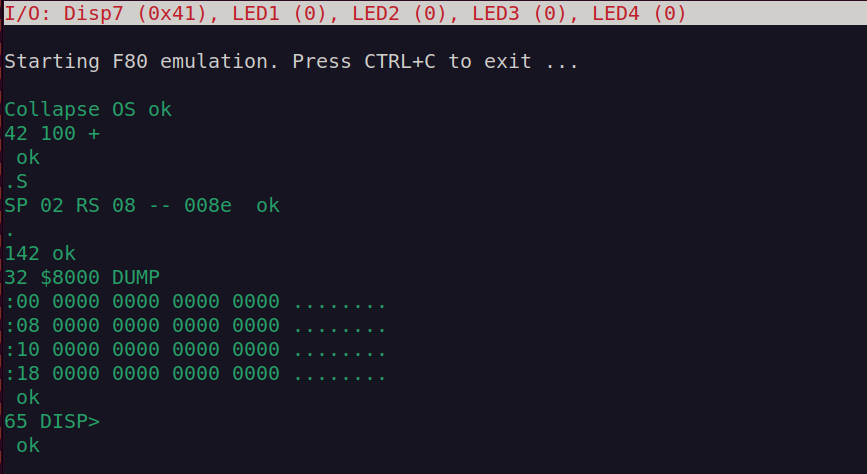 I/O: Disp7 (0x41), LED1 (0), LED2 (0), LED3 (0), LED4 (0)
Starting F80 emulation. Press CTRL+C to exit ...
Collapse OS ok
42 100 +
 ok
.S
SP 02 RS 08 -- 008e  ok
.
142 ok
32 $8000 DUMP
:00 0000 0000 0000 0000 ........
:08 0000 0000 0000 0000 ........
:10 0000 0000 0000 0000 ........
:18 0000 0000 0000 0000 ........
 ok
65 DISP>
 ok